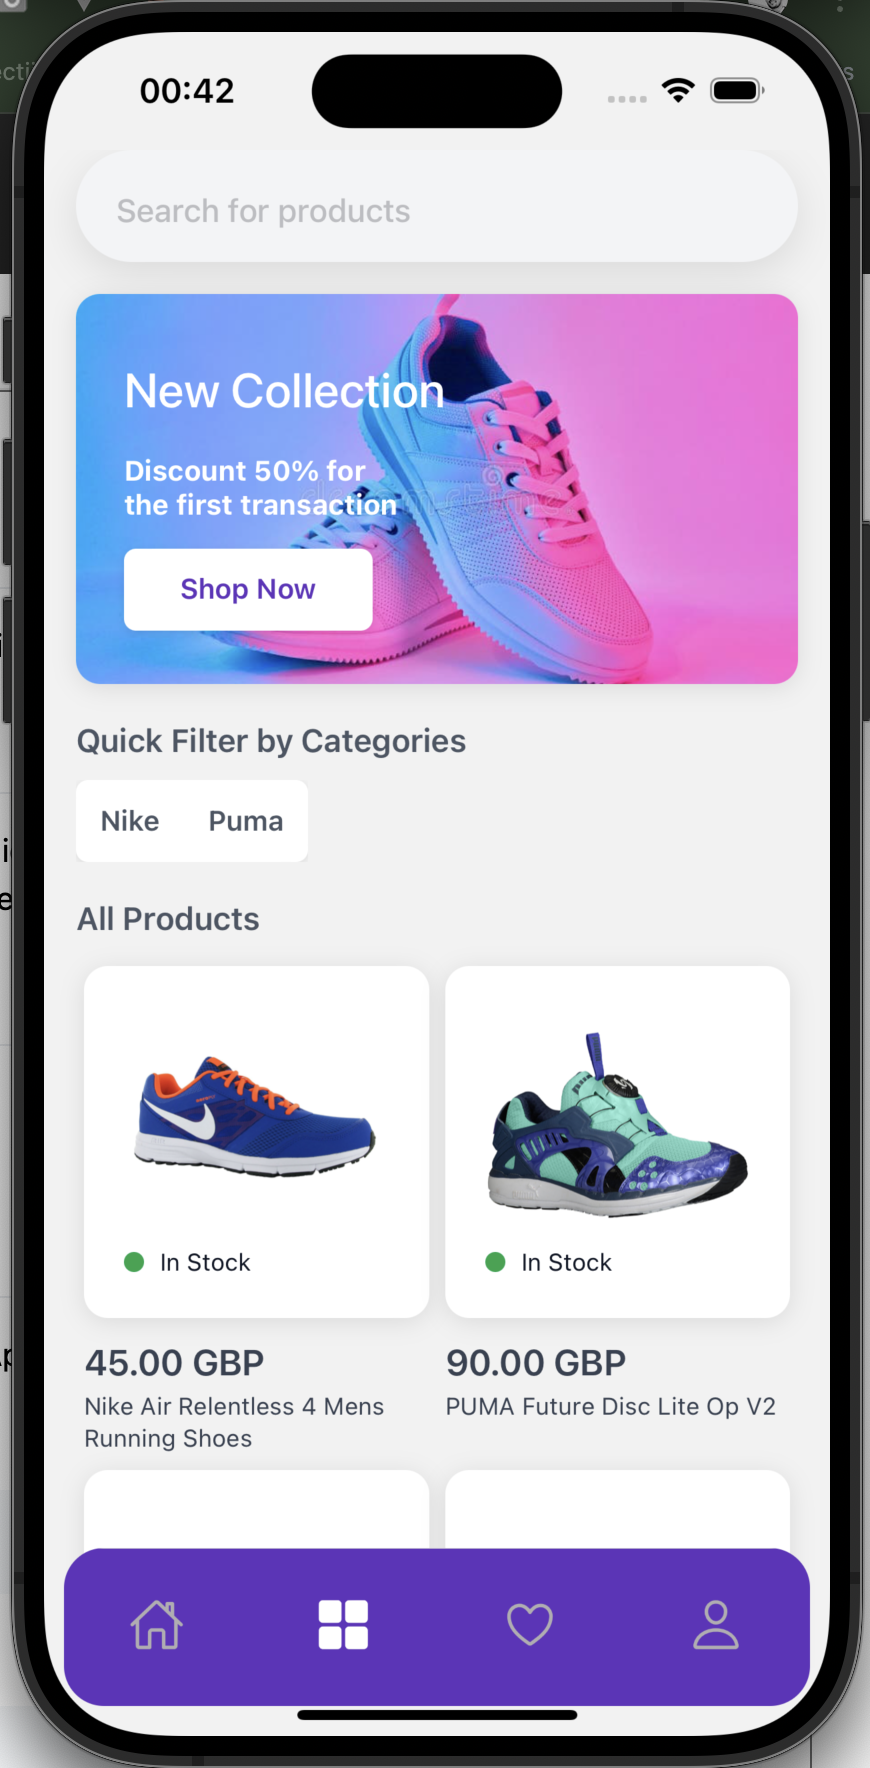 00:42
Search for products
New Collection
Discount 50% for
the first transaction
Shop Now
Quick Filter by Categories
Nike Puma
All Products
In Stock
In Stock
45.00 GBP
Nike Air Relentless 4 Mens
Running Shoes
90.00 GBP
PUMA Future Disc Lite Op V2